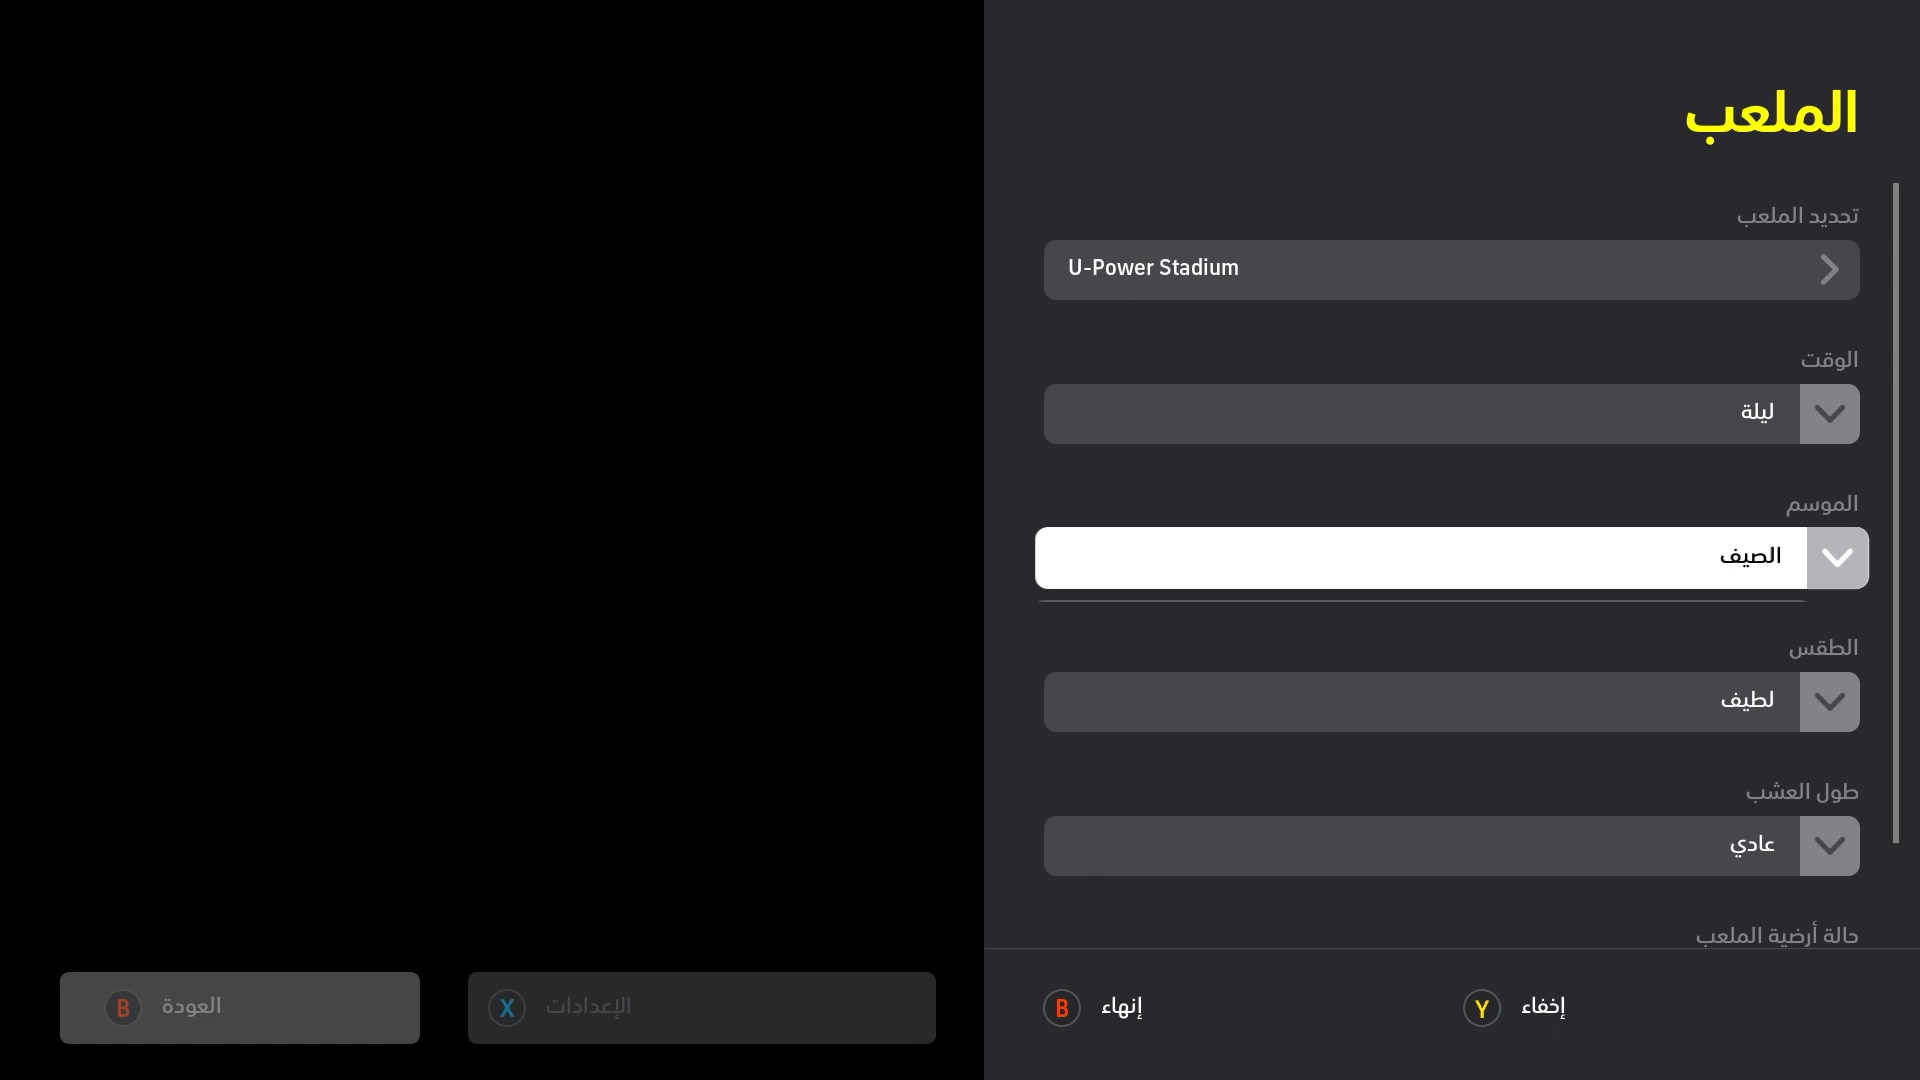 الملعب
تحديد الملعب
U-Power Stadium
الوقت
ليلة
الموسم
الصيف
الطقس
لطيف
طول العشب
عادي
حالة أرضية الملعب
Y إخفاء
B إنهاء
X الإعدادات
B العودة